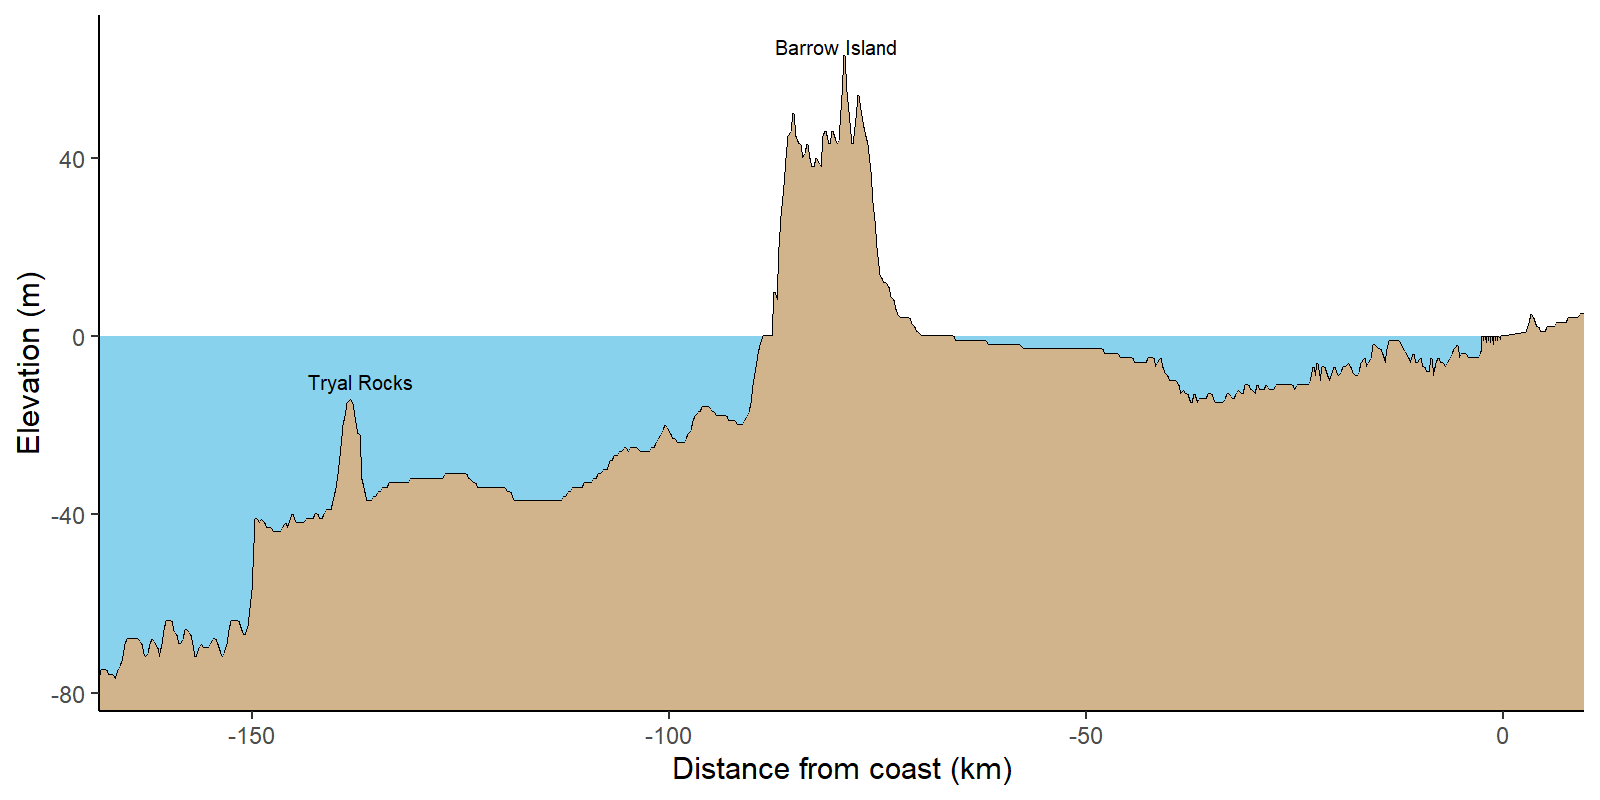 Barrow Island
40
0
Tryal Rocks
-40
-80
Elevation (m)
-150
-100
-50
0
Distance from coast (km)